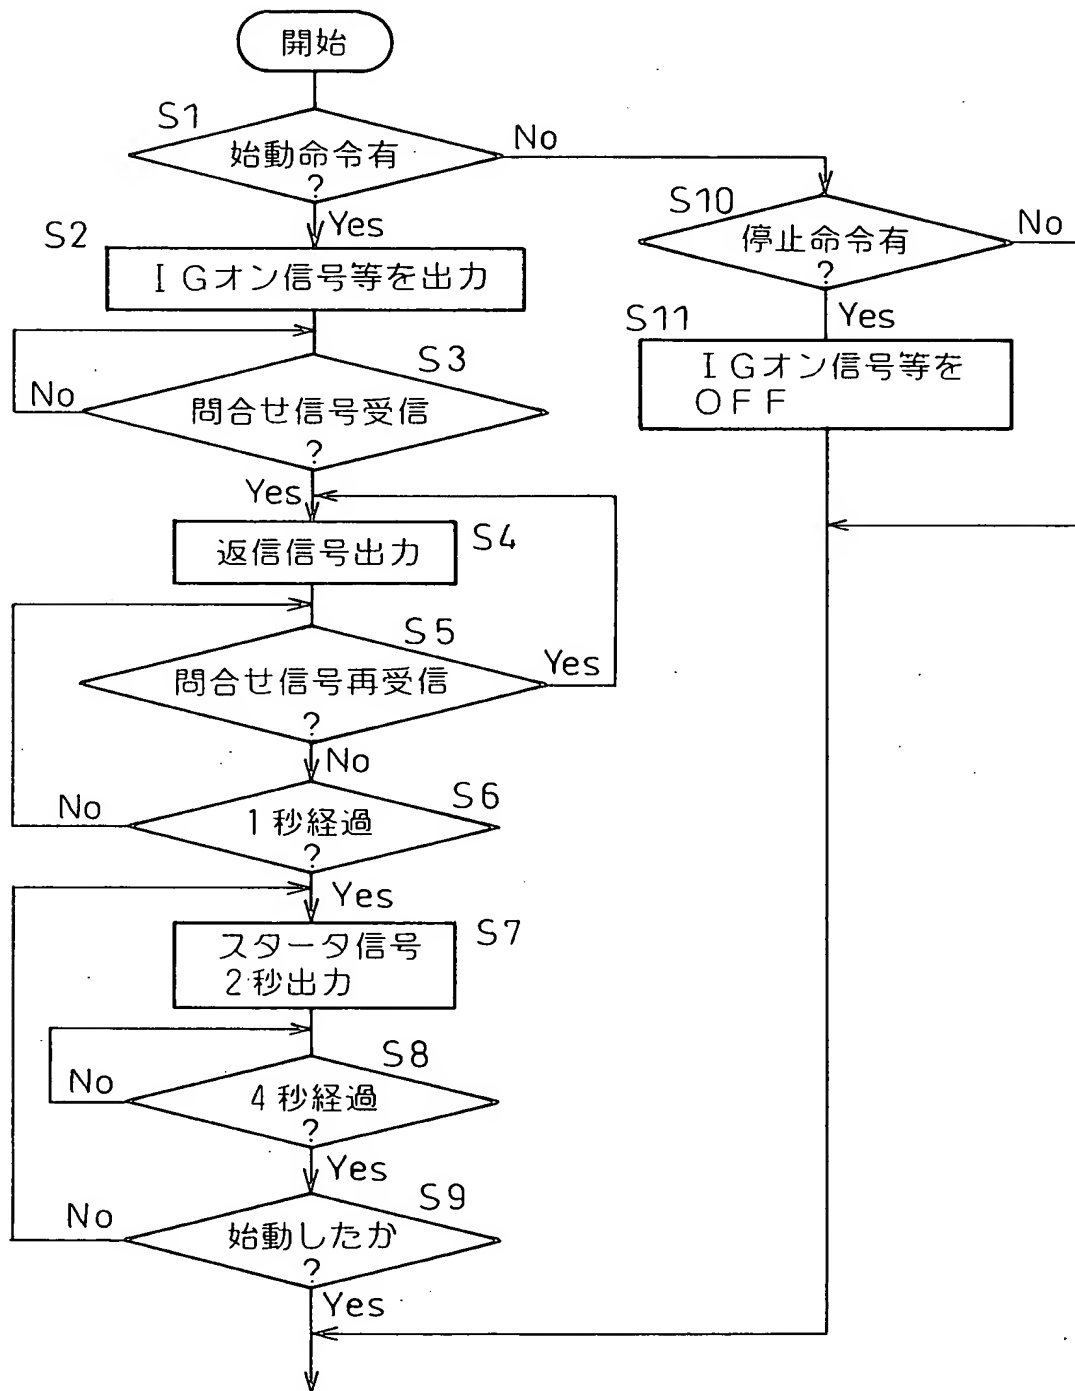 開始
S1
始動命令有
?
No
Yes
S2
IGオン信号等を出力
S3
問合せ信号受信
?
No
Yes
返信信号出力
S4
S5
問合せ信号再受信
?
Yes
No
S6
1秒経過
?
No
Yes
スタータ信号
2秒出力
S7
S8
4秒経過
?
No
Yes
S9
始動したか
?
No
Yes
S10
停止命令有
?
No
Yes
S11
IGオン信号等を
OFF